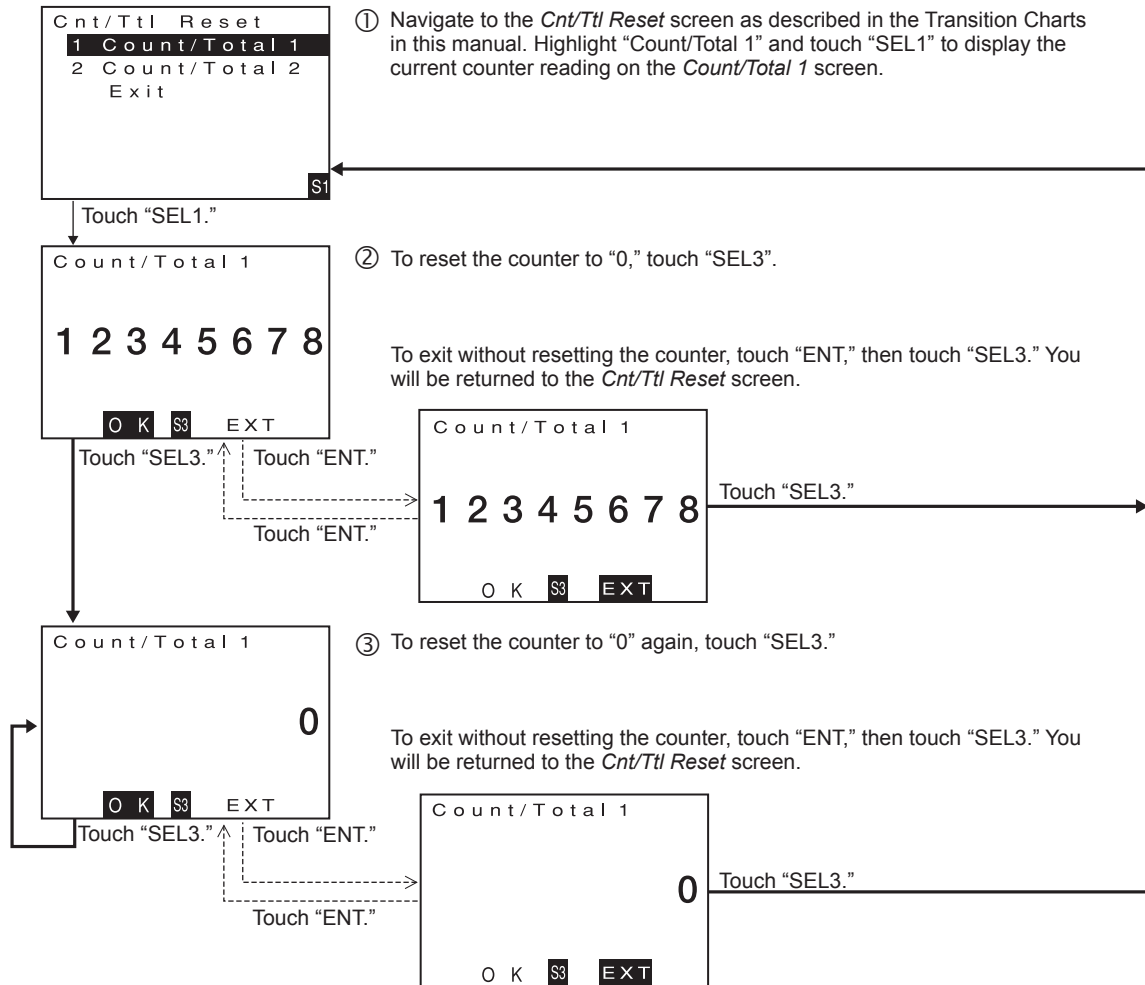 Cnt/Ttl Reset
1 Count/Total 1
2 Count/Total 2
Exit
S1
① Navigate to the Cnt/Ttl Reset screen as described in the Transition Charts
in this manual. Highlight “Count/Total 1” and touch “SEL1” to display the
current counter reading on the Count/Total 1 screen.
Touch “SEL1.”
Count/Total 1
12345678
OK S3 EXT
② To reset the counter to “0,” touch “SEL3”.
To exit without resetting the counter, touch “ENT,” then touch “SEL3.” You
will be returned to the Cnt/Ttl Reset screen.
Touch “SEL3.”
Touch “ENT.”
Touch “ENT.”
Count/Total 1
12345678
OK S3 EXT
Touch “SEL3.”
Count/Total 1
0
OK S3 EXT
③ To reset the counter to “0” again, touch “SEL3.”
To exit without resetting the counter, touch “ENT,” then touch “SEL3.” You
will be returned to the Cnt/Ttl Reset screen.
Touch “SEL3.”
Touch “ENT.”
Touch “ENT.”
Count/Total 1
0
OK S3 EXT
Touch “SEL3.”